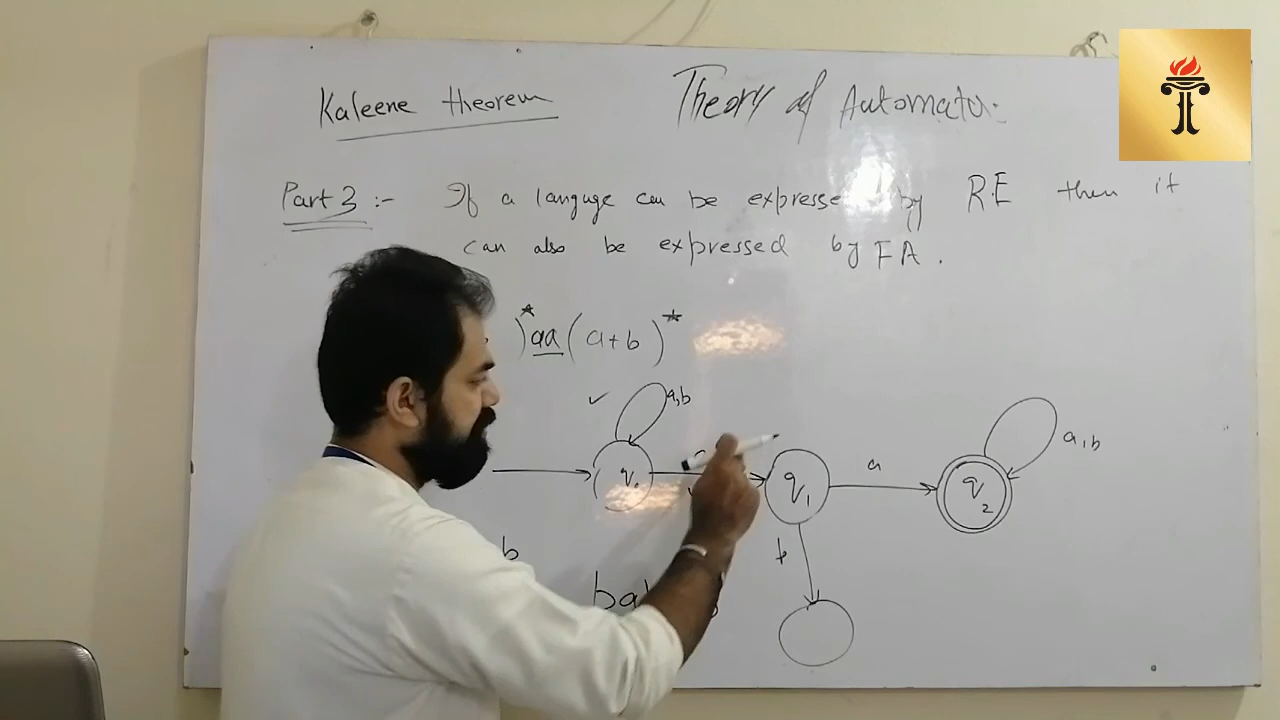 Kaleene theorem
Theory of Automata:
Part 3 :- If a languge can be expresse by R.E then it
can also be expressed by FA.
)*aa(a+b)*
a,b
a,b
q1
a
q2
b
b